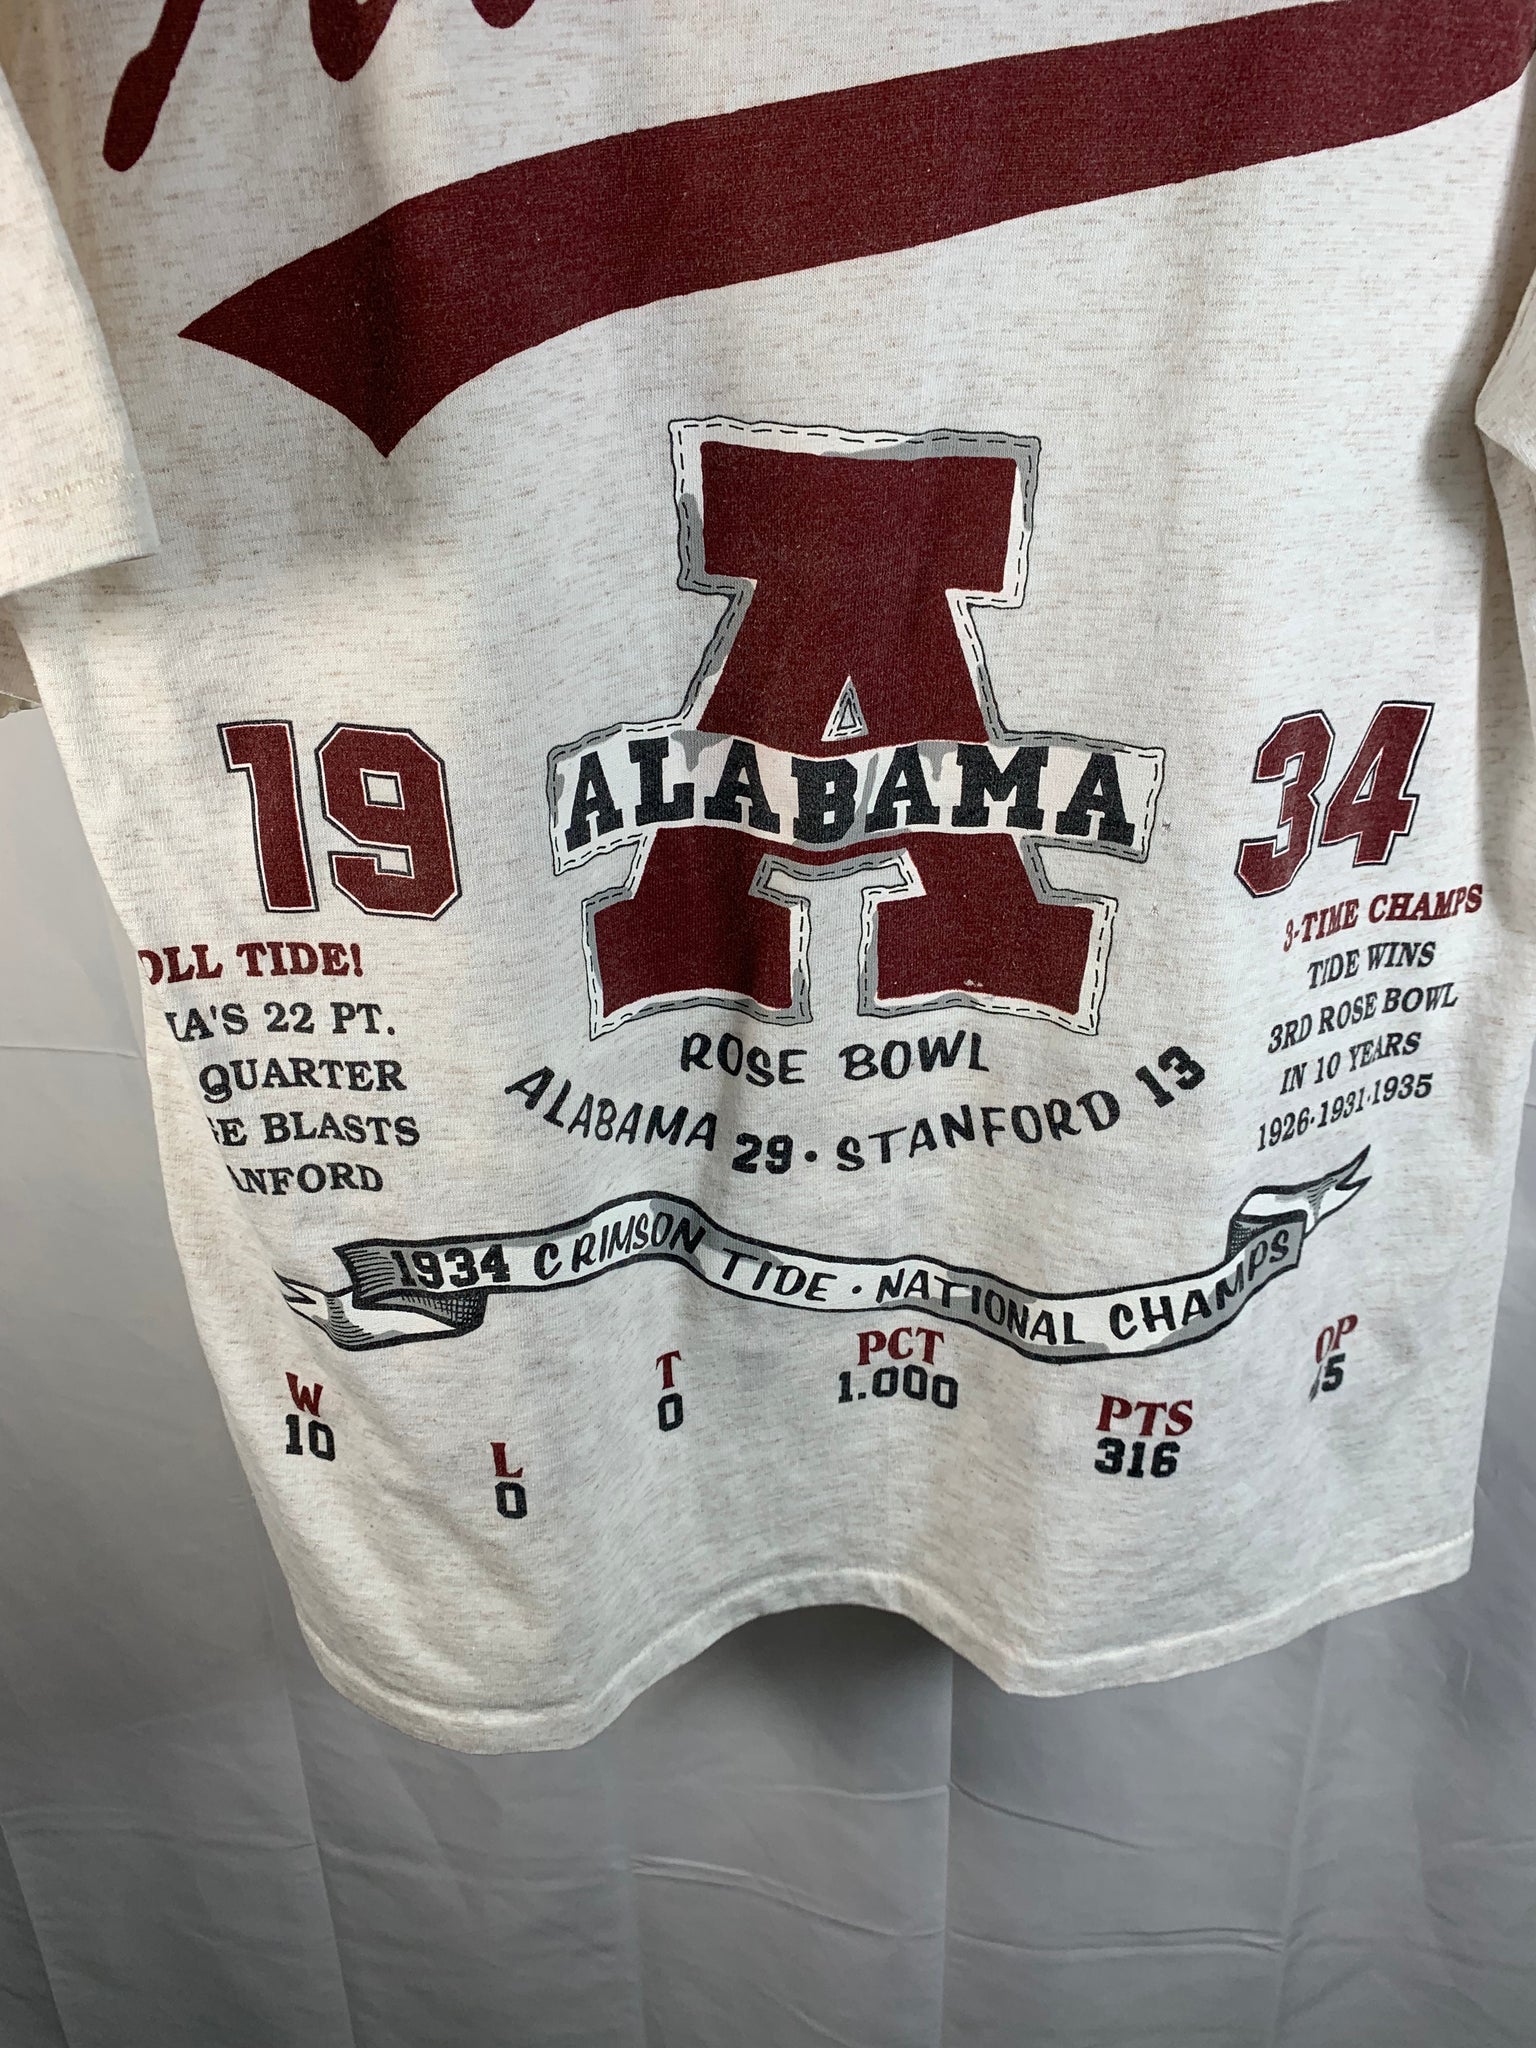 ALABAMA
19
34
OLL TIDE!
A'S 22 PT.
QUARTER
E BLASTS
ANFORD
3-TIME CHAMPS
TIDE WINS
3RD ROSE BOWL
IN 10 YEARS
1926·1931·1935
ROSE BOWL
ALABAMA 29 · STANFORD 13
1934 CRIMSON TIDE · NATIONAL CHAMPS
W L T PCT PTS OP
10 0 0 1.000 316 5